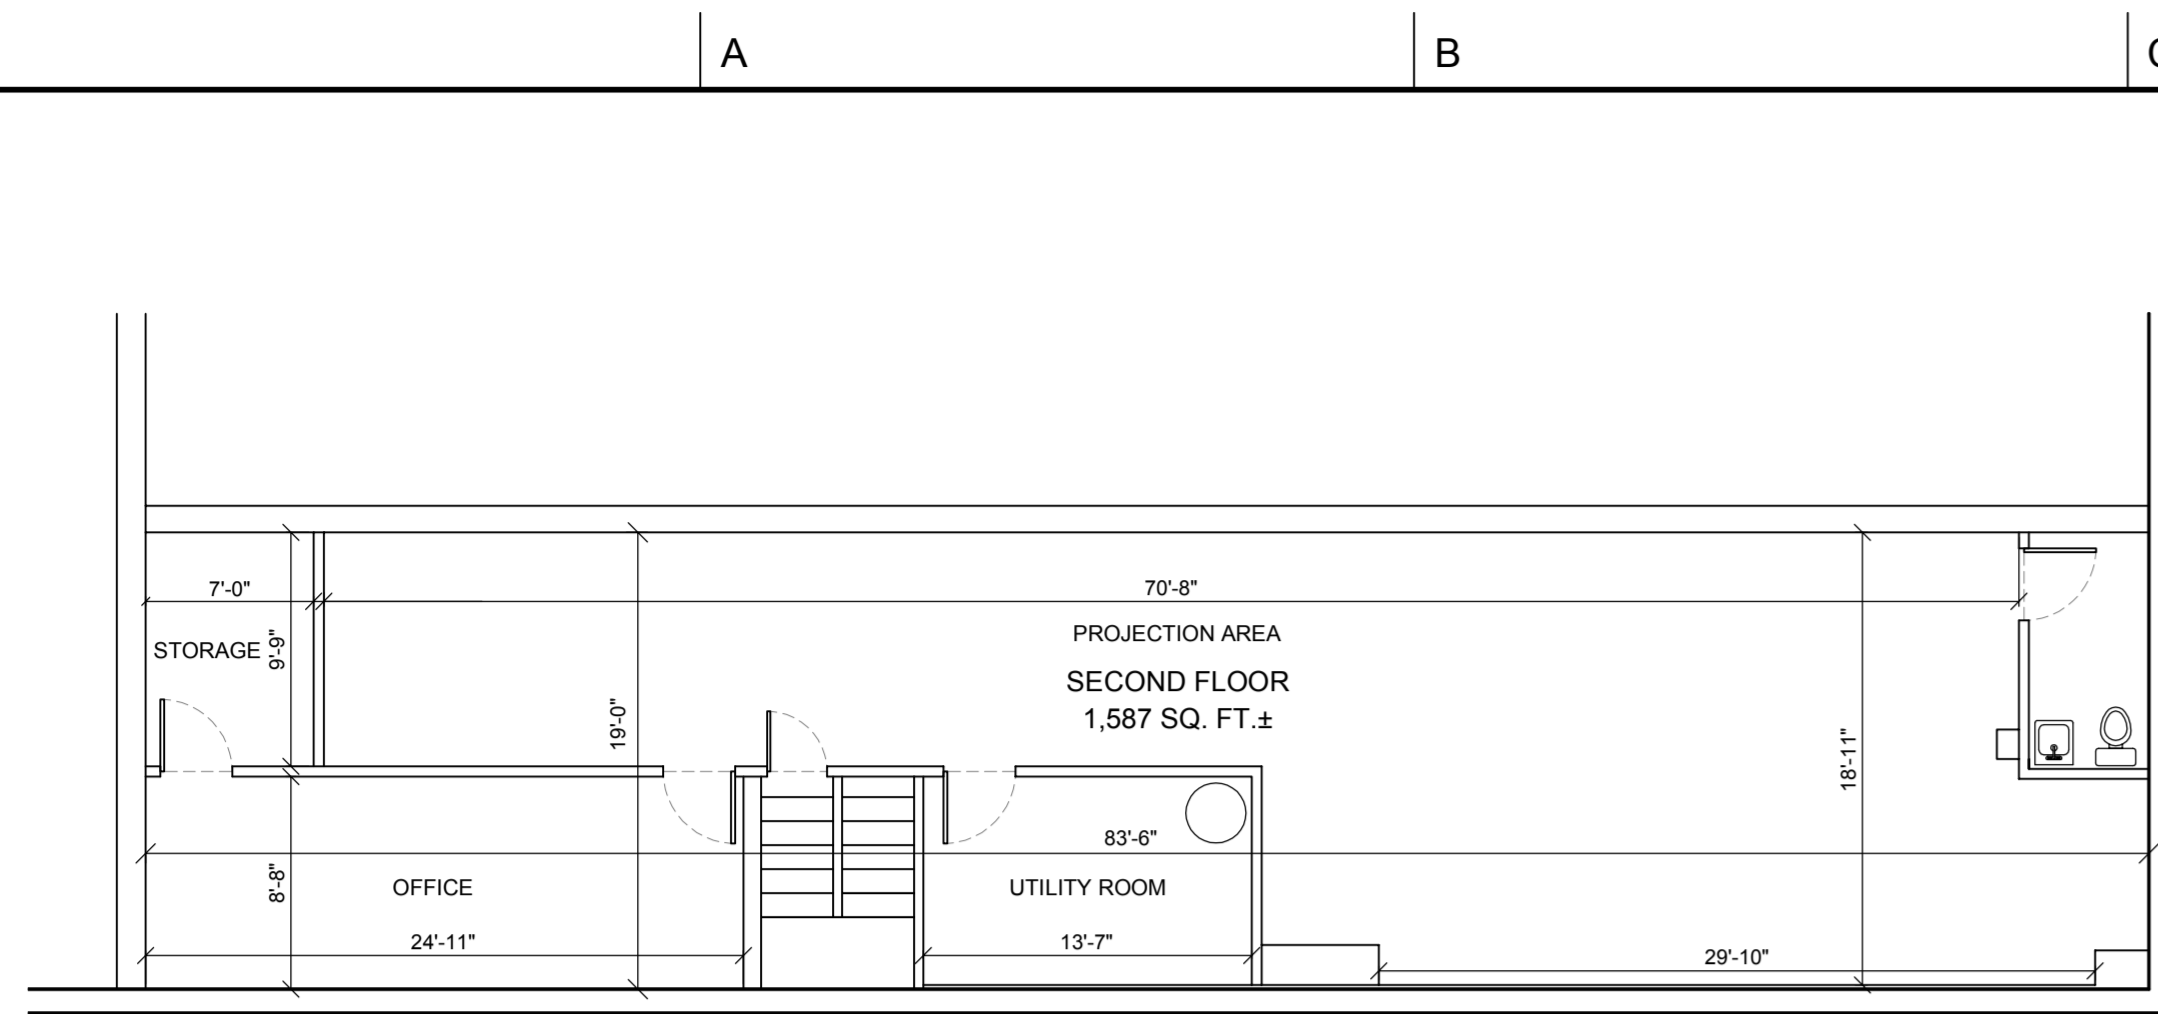 A
B
7'-0"
70'-8"
STORAGE
9'-9"
PROJECTION AREA
SECOND FLOOR
1,587 SQ. FT.±
19'-0"
18'-11"
83'-6"
8'-8"
OFFICE
UTILITY ROOM
24'-11"
13'-7"
29'-10"